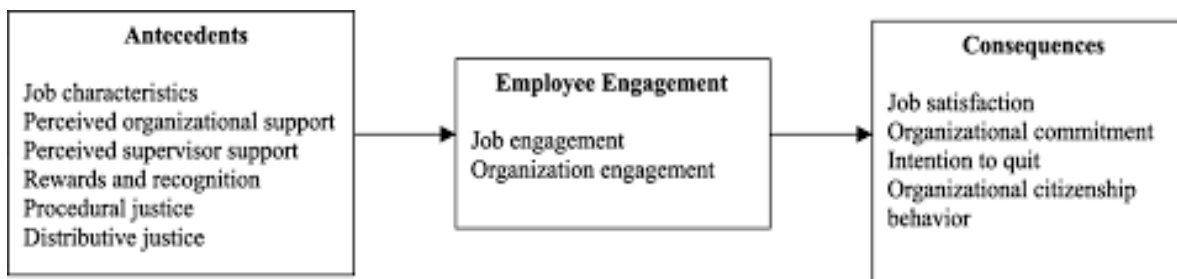 Antecedents
Job characteristics
Perceived organizational support
Perceived supervisor support
Rewards and recognition
Procedural justice
Distributive justice
Employee Engagement
Job engagement
Organization engagement
Consequences
Job satisfaction
Organizational commitment
Intention to quit
Organizational citizenship
behavior